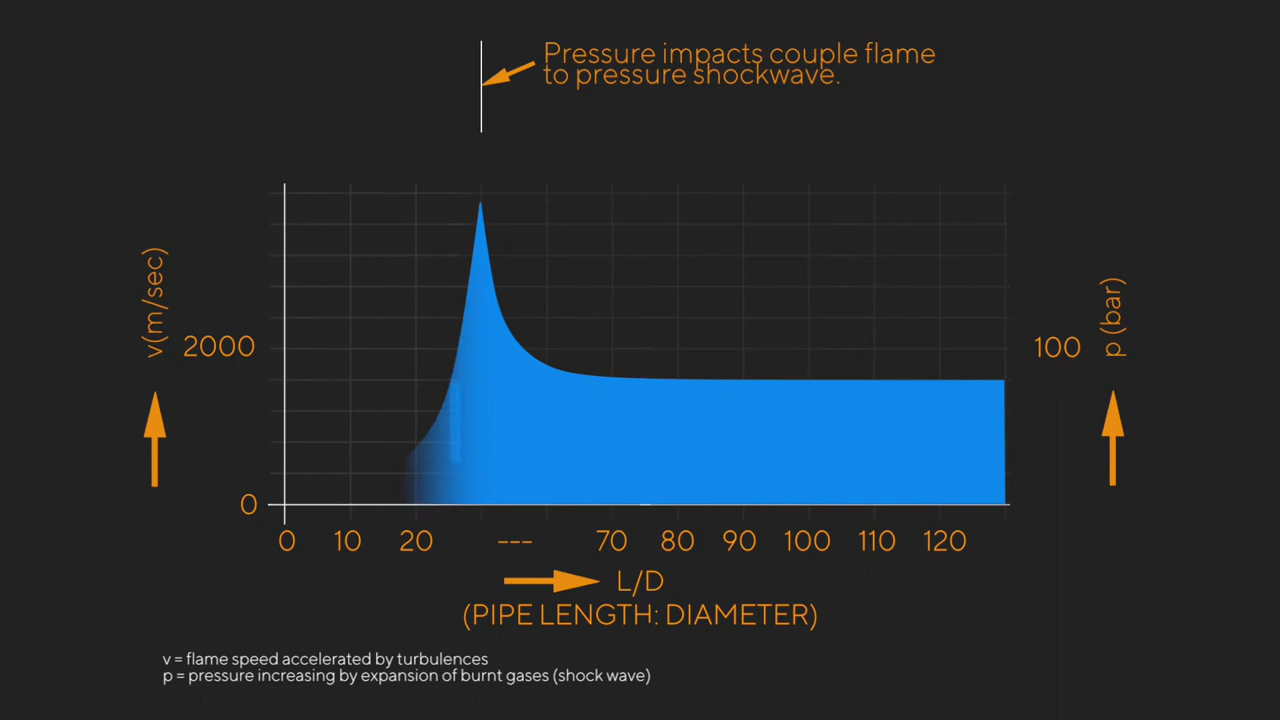 Pressure impacts couple flame
to pressure shockwave.
v(m/sec)
2000
0
100
p (bar)
0 10 20 --- 70 80 90 100 110 120
L/D
(PIPE LENGTH: DIAMETER)
v = flame speed accelerated by turbulences
p = pressure increasing by expansion of burnt gases (shock wave)